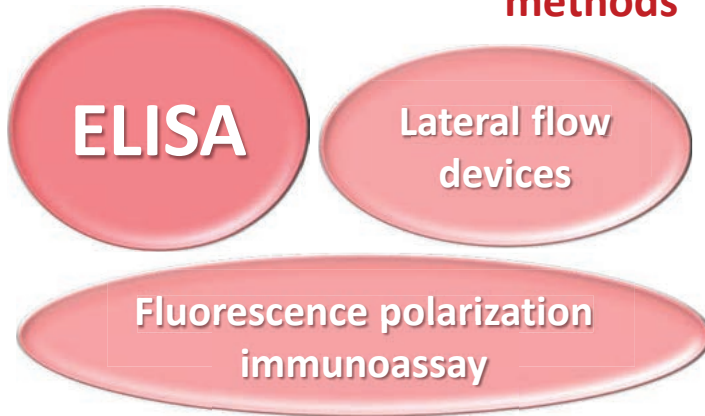 methods
ELISA
Lateral flow
devices
Fluorescence polarization
immunoassay